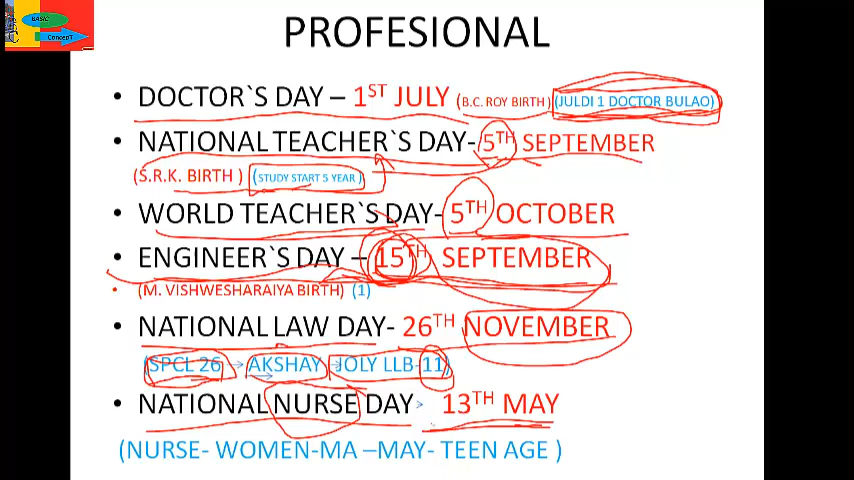 BASIC
ConcepT
PROFESIONAL
• DOCTOR`S DAY – 1ST JULY (B.C. ROY BIRTH) (JULDI 1 DOCTOR BULAO)
• NATIONAL TEACHER`S DAY- 5TH SEPTEMBER
(S.R.K. BIRTH ) (STUDY START 5 YEAR )
• WORLD TEACHER`S DAY- 5TH OCTOBER
• ENGINEER`S DAY – 15TH SEPTEMBER
• (M. VISHWESHARAIYA BIRTH) (1)
• NATIONAL LAW DAY- 26TH NOVEMBER
(SPCL 26 → AKSHAY → JOLY LLB-11)
• NATIONAL NURSE DAY 13TH MAY
(NURSE- WOMEN-MA –MAY- TEEN AGE )